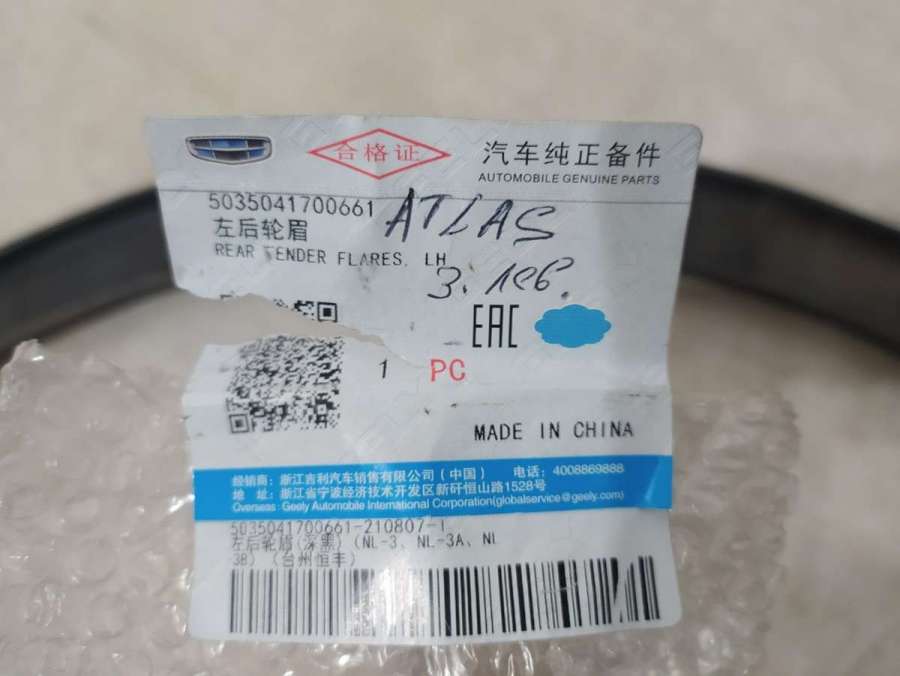 合格证
汽车纯正备件
AUTOMOBILE GENUINE PARTS
5035041700661
ATLAS
左后轮眉
REAR FENDER FLARES, LH
3.
EAC
1 PC
MADE IN CHINA
经销商：浙江吉利汽车销售有限公司（中国） 电话：4008869888
地 址：浙江省宁波经济技术开发区新矸恒山路1528号
Overseas: Geely Automobile International Corporation(globalservice@geely.com)
5035041700661-210807-1
左后轮眉(深黑)（NL-3、NL-3A、NL
3B）（台州恒丰）